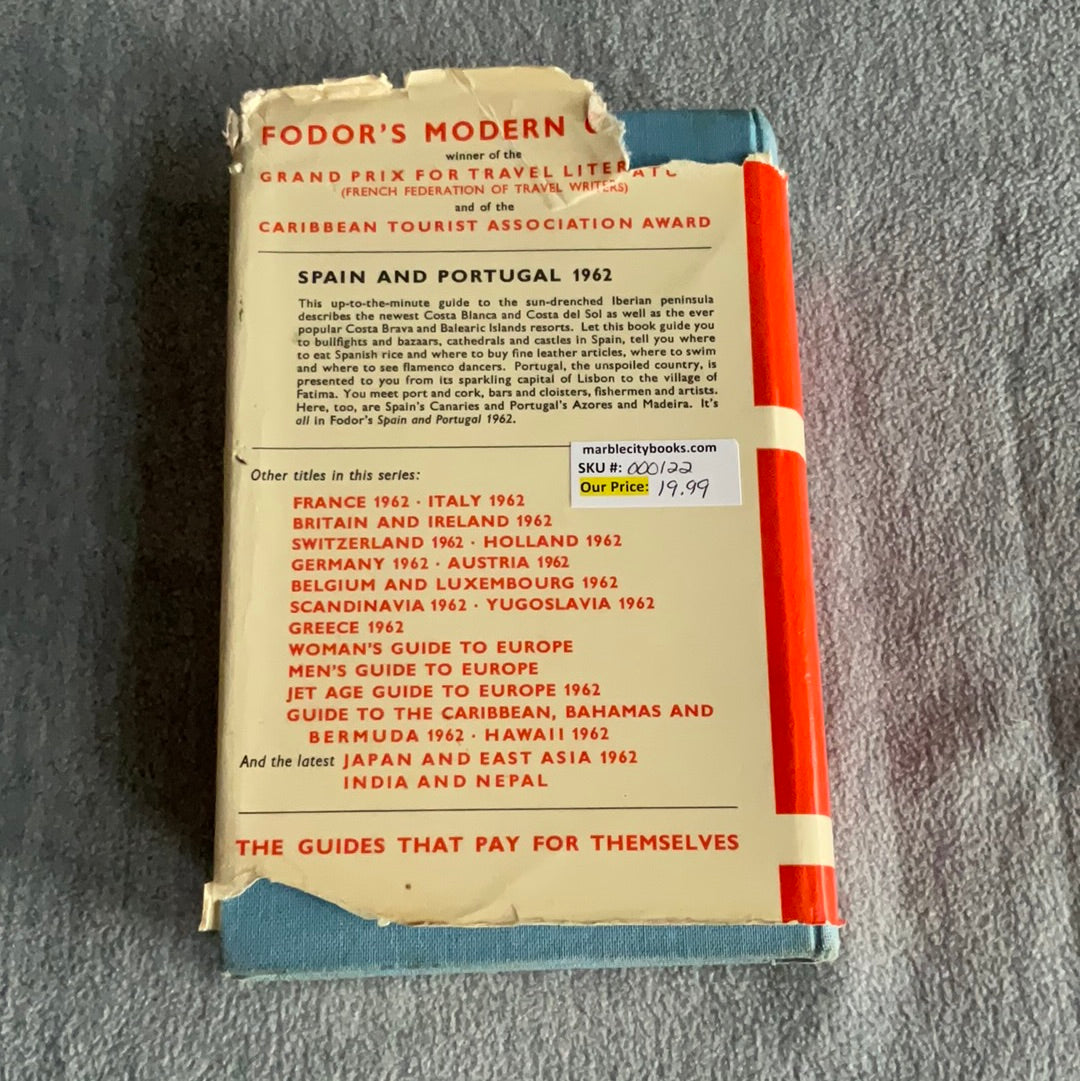 FODOR'S MODERN
winner of the
GRAND PRIX FOR TRAVEL LITERATU
(FRENCH FEDERATION OF TRAVEL WRITERS)
and of the
CARIBBEAN TOURIST ASSOCIATION AWARD
SPAIN AND PORTUGAL 1962
This up-to-the-minute guide to the sun-drenched Iberian peninsula
describes the newest Costa Blanca and Costa del Sol as well as the ever
popular Costa Brava and Balearic Islands resorts. Let this book guide you
to bullfights and bazaars, cathedrals and castles in Spain, tell you where
to eat Spanish rice and where to buy fine leather articles, where to swim
and where to see flamenco dancers. Portugal, the unspoiled country, is
presented to you from its sparkling capital of Lisbon to the village of
Fatima. You meet port and cork, bars and cloisters, fishermen and artists.
Here, too, are Spain's Canaries and Portugal's Azores and Madeira. It's
all in Fodor's Spain and Portugal 1962.
marblecitybooks.com
SKU #: 000122
Our Price: 19.99
Other titles in this series:
FRANCE 1962 · ITALY 1962
BRITAIN AND IRELAND 1962
SWITZERLAND 1962 · HOLLAND 1962
GERMANY 1962 · AUSTRIA 1962
BELGIUM AND LUXEMBOURG 1962
SCANDINAVIA 1962 · YUGOSLAVIA 1962
GREECE 1962
WOMAN'S GUIDE TO EUROPE
MEN'S GUIDE TO EUROPE
JET AGE GUIDE TO EUROPE 1962
GUIDE TO THE CARIBBEAN, BAHAMAS AND
BERMUDA 1962 · HAWAII 1962
And the latest JAPAN AND EAST ASIA 1962
INDIA AND NEPAL
THE GUIDES THAT PAY FOR THEMSELVES